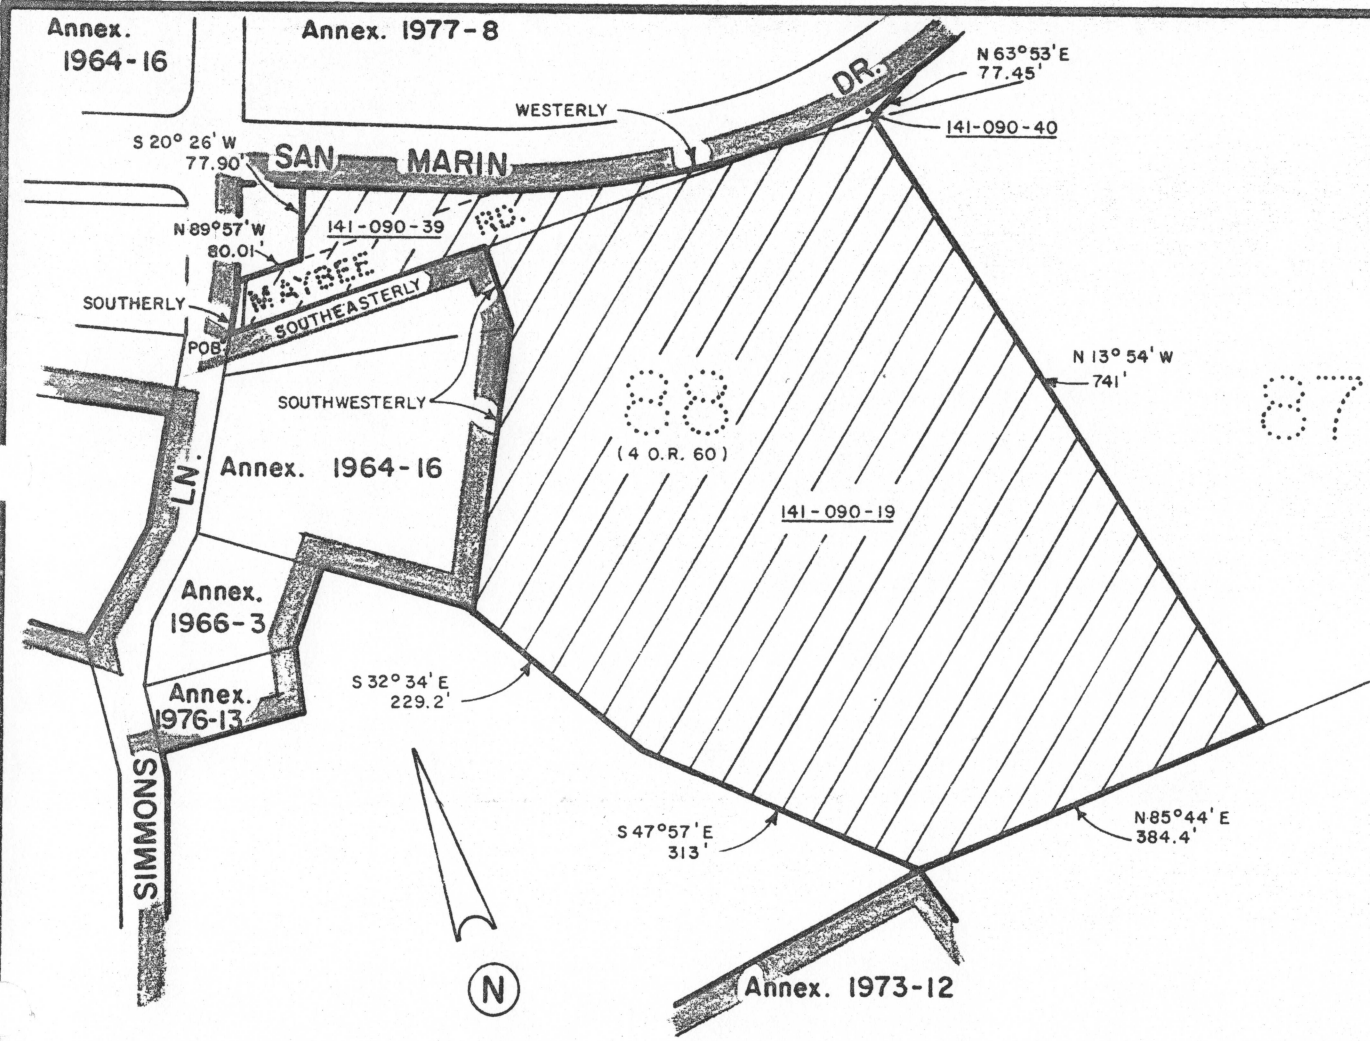 Annex.
1964-16
Annex. 1977-8
N 63°53'E
77.45'
DR.
WESTERLY
141-090-40
S 20° 26' W
77.90'
SAN MARIN
N 89°57'W
80.01'
141-090-39
MAYBEE RD.
SOUTHERLY
SOUTHEASTERLY
POB
N 13° 54' W
741'
88
(4 O.R. 60)
87
SOUTHWESTERLY
LN.
Annex. 1964-16
141-090-19
Annex.
1966-3
S 32° 34' E
229.2'
Annex.
1976-13
SIMMONS
S 47°57'E
313'
N 85°44'E
384.4'
N
Annex. 1973-12